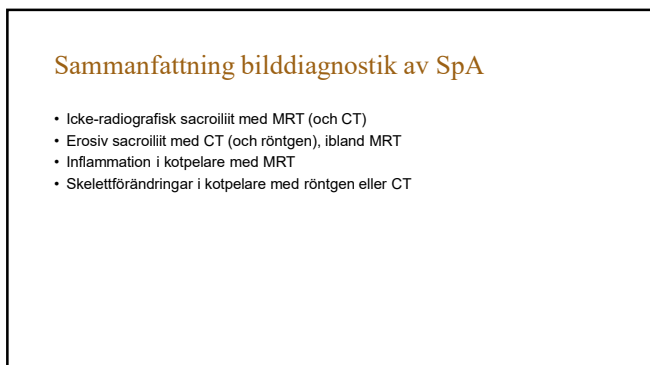 Sammanfattning bilddiagnostik av SpA
• Icke-radiografisk sacroiliit med MRT (och CT)
• Erosiv sacroiliit med CT (och röntgen), ibland MRT
• Inflammation i kotpelare med MRT
• Skelettförändringar i kotpelare med röntgen eller CT